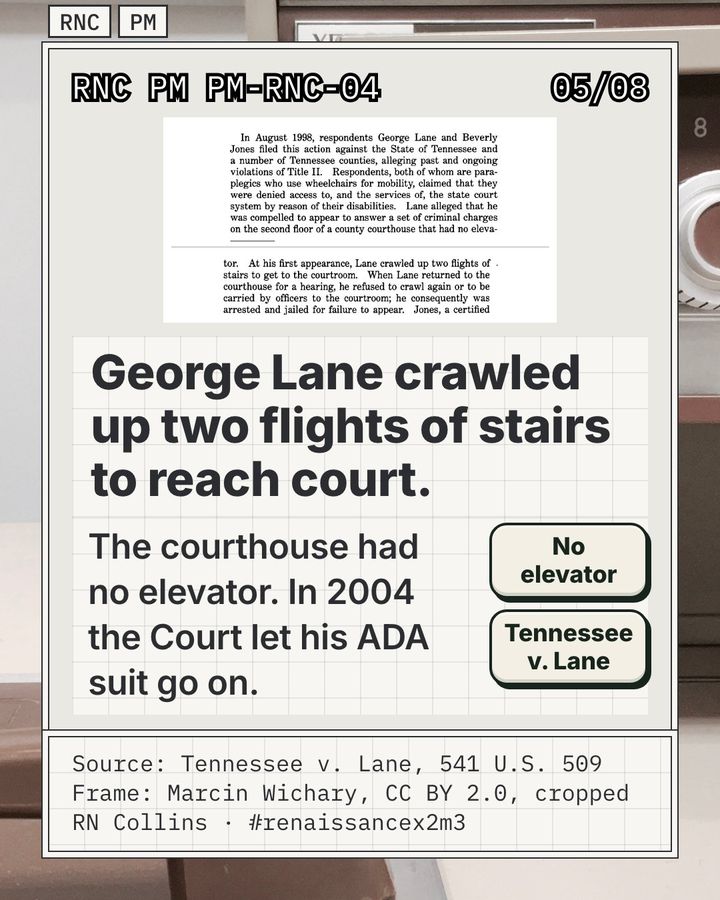 RNC PM
RNC PM PM-RNC-04 05/08
In August 1998, respondents George Lane and Beverly
Jones filed this action against the State of Tennessee and
a number of Tennessee counties, alleging past and ongoing
violations of Title II. Respondents, both of whom are para-
plegics who use wheelchairs for mobility, claimed that they
were denied access to, and the services of, the state court
system by reason of their disabilities. Lane alleged that he
was compelled to appear to answer a set of criminal charges
on the second floor of a county courthouse that had no eleva-
tor. At his first appearance, Lane crawled up two flights of
stairs to get to the courtroom. When Lane returned to the
courthouse for a hearing, he refused to crawl again or to be
carried by officers to the courtroom; he consequently was
arrested and jailed for failure to appear. Jones, a certified
George Lane crawled
up two flights of stairs
to reach court.
The courthouse had
no elevator. In 2004
the Court let his ADA
suit go on.
No
elevator
Tennessee
v. Lane
8
Source: Tennessee v. Lane, 541 U.S. 509
Frame: Marcin Wichary, CC BY 2.0, cropped
RN Collins · #renaissancex2m3